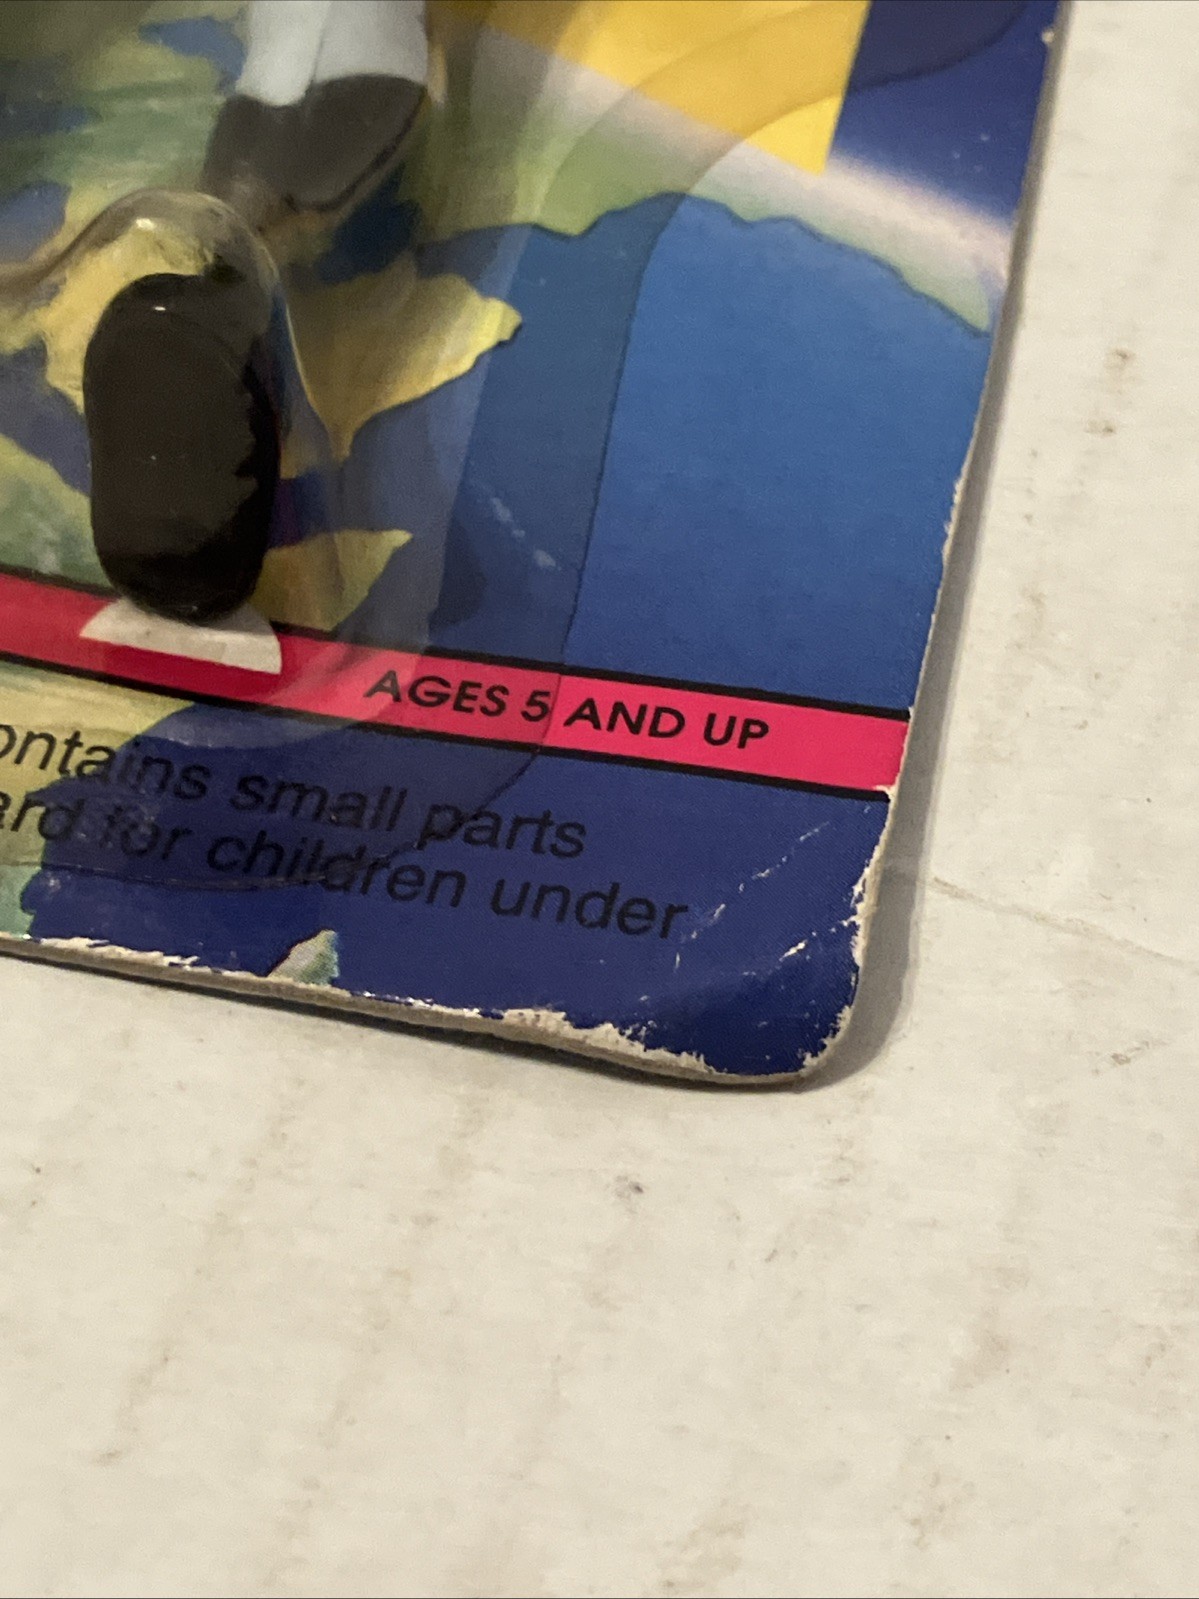 AGES 5 AND UP
ontains small parts
ard for children under